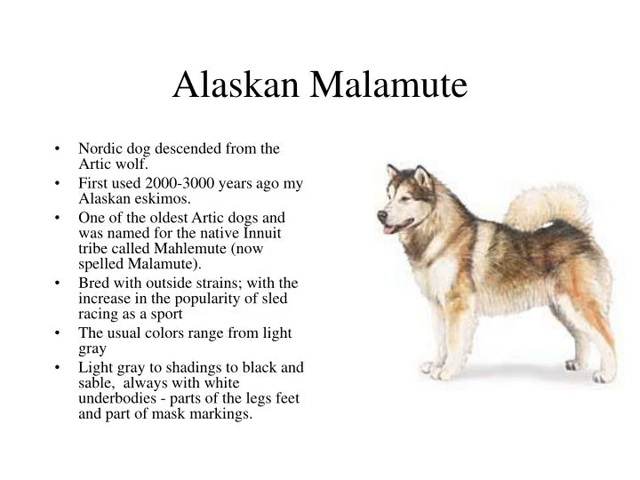 Alaskan Malamute
• Nordic dog descended from the
Artic wolf.
• First used 2000-3000 years ago my
Alaskan eskimos.
• One of the oldest Artic dogs and
was named for the native Innuit
tribe called Mahlemute (now
spelled Malamute).
• Bred with outside strains; with the
increase in the popularity of sled
racing as a sport
• The usual colors range from light
gray
• Light gray to shadings to black and
sable,  always with white
underbodies - parts of the legs feet
and part of mask markings.